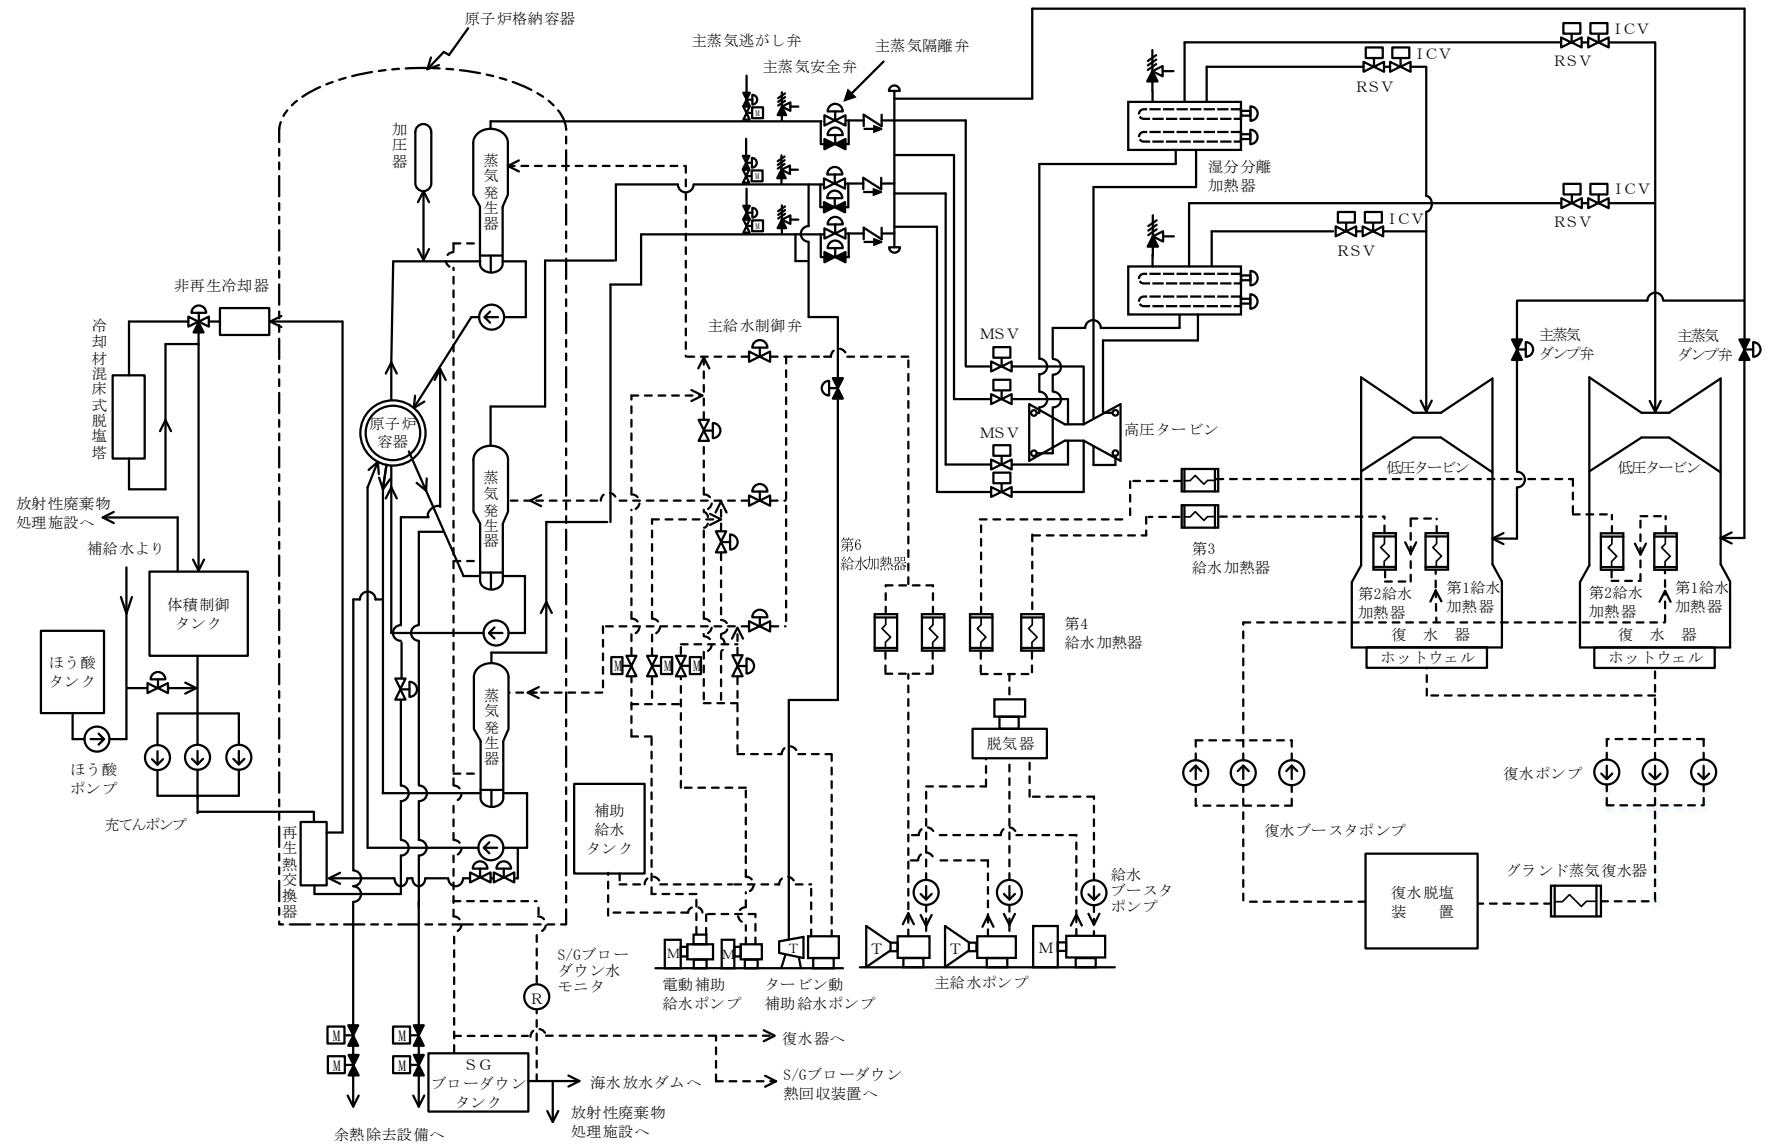 原子炉格納容器
主蒸気逃がし弁
主蒸気安全弁
主蒸気隔離弁
ICV
RSV
ICV
RSV
加
圧
器
蒸
気
発
生
器
M
M
M
湿分分離
加熱器
ICV
RSV
ICV
RSV
非再生冷却器
冷
却
材
混
床
式
脱
塩
塔
主給水制御弁
MSV
MSV
高圧タービン
主蒸気
ダンプ弁
主蒸気
ダンプ弁
原子炉
容器
蒸
気
発
生
器
低圧タービン
低圧タービン
放射性廃棄物
処理施設へ
補給水より
体積制御
タンク
ほう酸
タンク
ほう酸
ポンプ
充てんポンプ
第6
給水加熱器
第3
給水加熱器
第4
給水加熱器
第2給水
加熱器
第1給水
加熱器
第2給水
加熱器
第1給水
加熱器
復水器
ホットウェル
復水器
ホットウェル
M
M
M
蒸
気
発
生
器
脱気器
補助
給水
タンク
再
生
熱
交
換
器
復水ポンプ
復水ブースタポンプ
給水
ブースタ
ポンプ
グランド蒸気復水器
復水脱塩
装置
S/Gブロー
ダウン水
モニタ
R
M
M
T
T
T
M
電動補助
給水ポンプ
タービン動
補助給水ポンプ
主給水ポンプ
M
M
M
M
SG
ブローダウン
タンク
復水器へ
S/Gブローダウン
熱回収装置へ
海水放水ダムへ
放射性廃棄物
処理施設へ
余熱除去設備へ